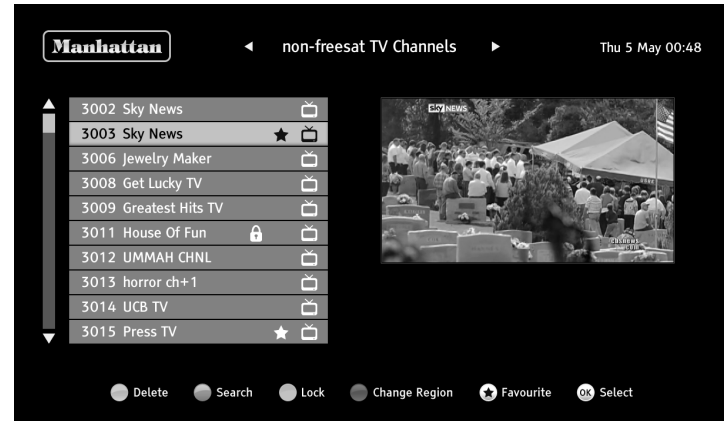 Manhattan
non-freesat TV Channels
Thu 5 May 00:48
3002 Sky News
3003 Sky News
3006 Jewelry Maker
3008 Get Lucky TV
3009 Greatest Hits TV
3011 House Of Fun
3012 UMMAH CHNL
3013 horror ch+1
3014 UCB TV
3015 Press TV
sky NEWS
cbsnews
.com
Delete
Search
Lock
Change Region
Favourite
OK Select